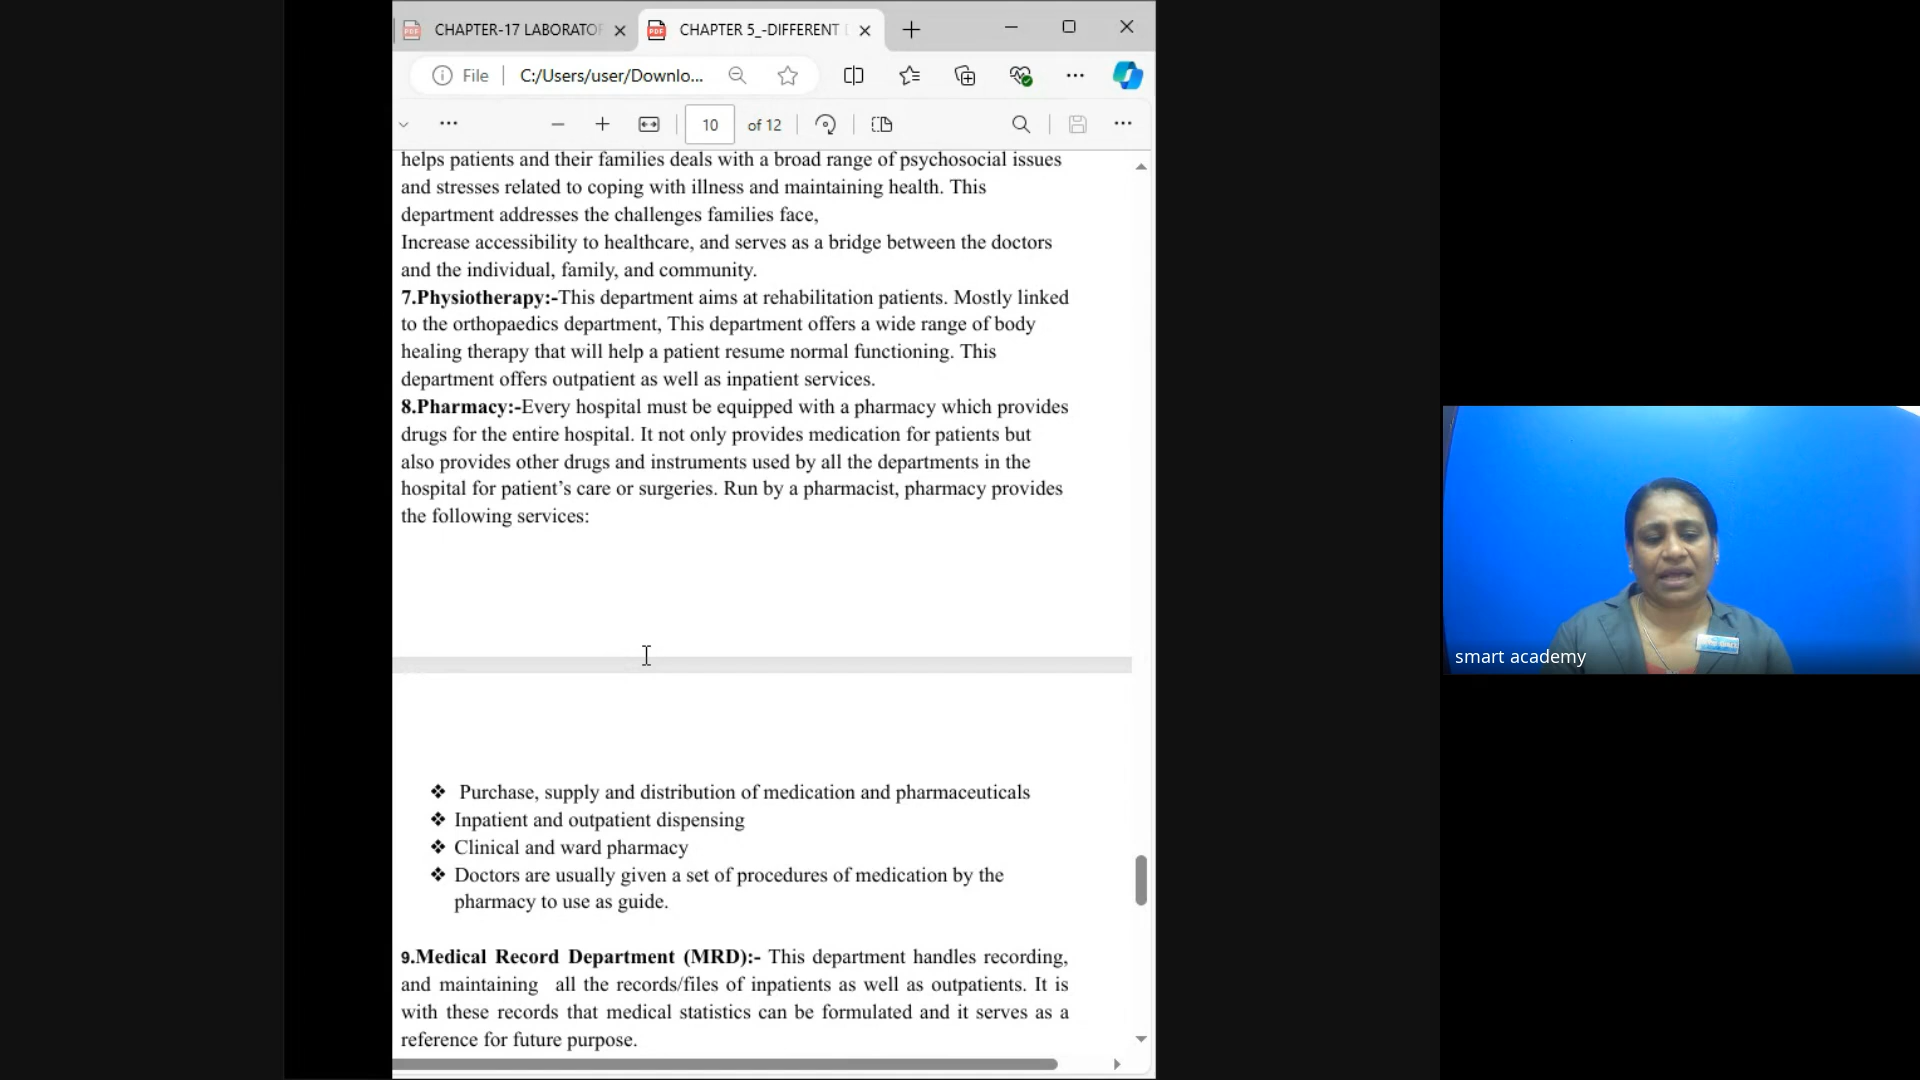 CHAPTER-17 LABORATOR
CHAPTER 5_-DIFFERENT
File
C:/Users/user/Downlo...
10 of 12
helps patients and their families deals with a broad range of psychosocial issues
and stresses related to coping with illness and maintaining health. This
department addresses the challenges families face,
Increase accessibility to healthcare, and serves as a bridge between the doctors
and the individual, family, and community.
7.Physiotherapy:-This department aims at rehabilitation patients. Mostly linked
to the orthopaedics department, This department offers a wide range of body
healing therapy that will help a patient resume normal functioning. This
department offers outpatient as well as inpatient services.
8.Pharmacy:-Every hospital must be equipped with a pharmacy which provides
drugs for the entire hospital. It not only provides medication for patients but
also provides other drugs and instruments used by all the departments in the
hospital for patient’s care or surgeries. Run by a pharmacist, pharmacy provides
the following services:
❖ Purchase, supply and distribution of medication and pharmaceuticals
❖ Inpatient and outpatient dispensing
❖ Clinical and ward pharmacy
❖ Doctors are usually given a set of procedures of medication by the
pharmacy to use as guide.
9.Medical Record Department (MRD):- This department handles recording,
and maintaining all the records/files of inpatients as well as outpatients. It is
with these records that medical statistics can be formulated and it serves as a
reference for future purpose.
smart academy